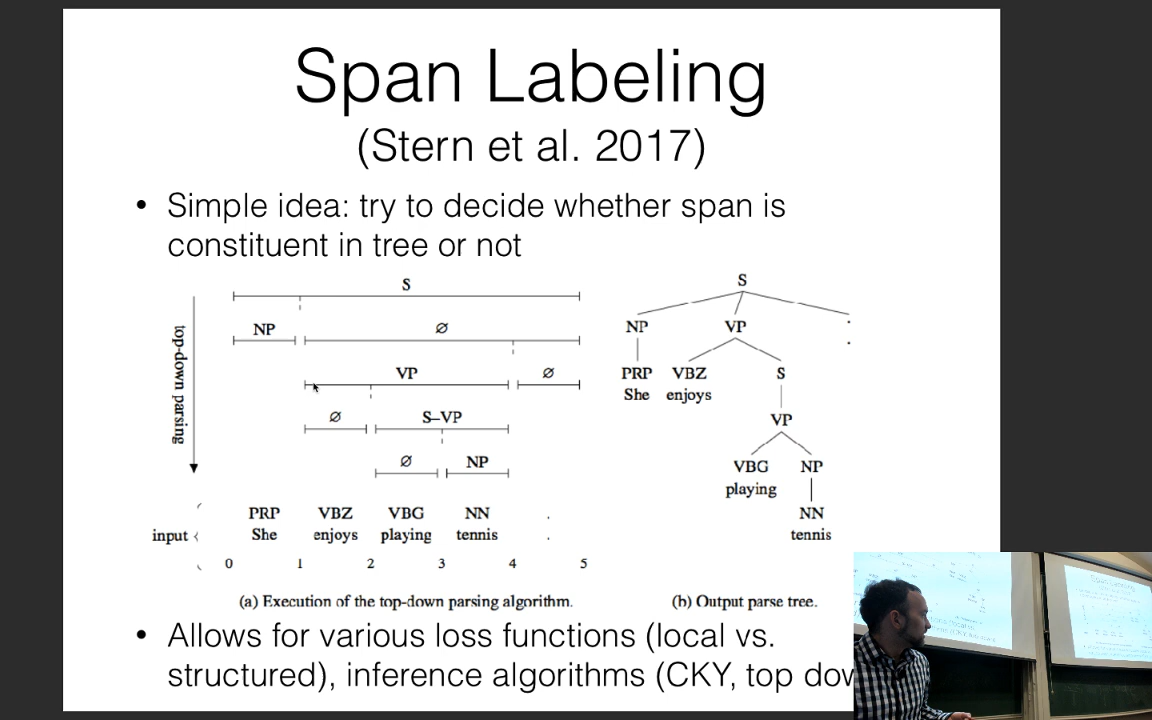 Span Labeling
(Stern et al. 2017)
• Simple idea: try to decide whether span is
constituent in tree or not
top-down parsing
S
NP ∅
VP ∅
∅ S–VP
∅ NP
input {
PRP VBZ VBG NN .
She enjoys playing tennis .
0 1 2 3 4 5
(a) Execution of the top-down parsing algorithm.
S
NP VP .
.
PRP VBZ S
She enjoys
VP
VBG NP
playing
NN
tennis
(b) Output parse tree.
• Allows for various loss functions (local vs.
structured), inference algorithms (CKY, top